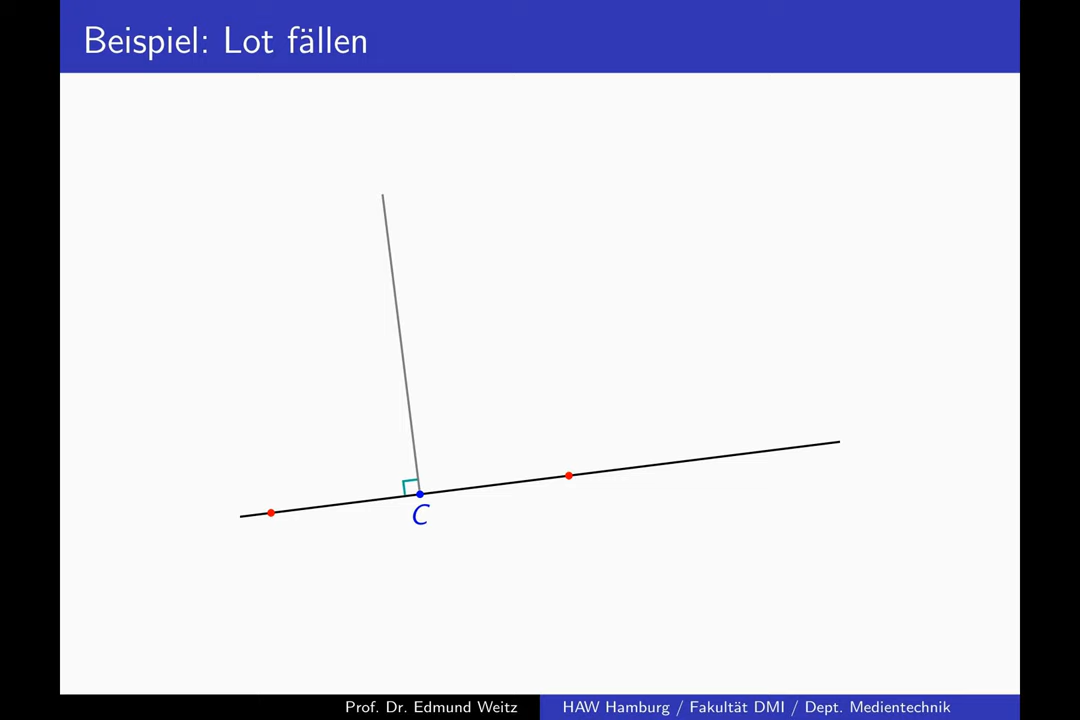 Beispiel: Lot fällen
C
Prof. Dr. Edmund Weitz
HAW Hamburg / Fakultät DMI / Dept. Medientechnik